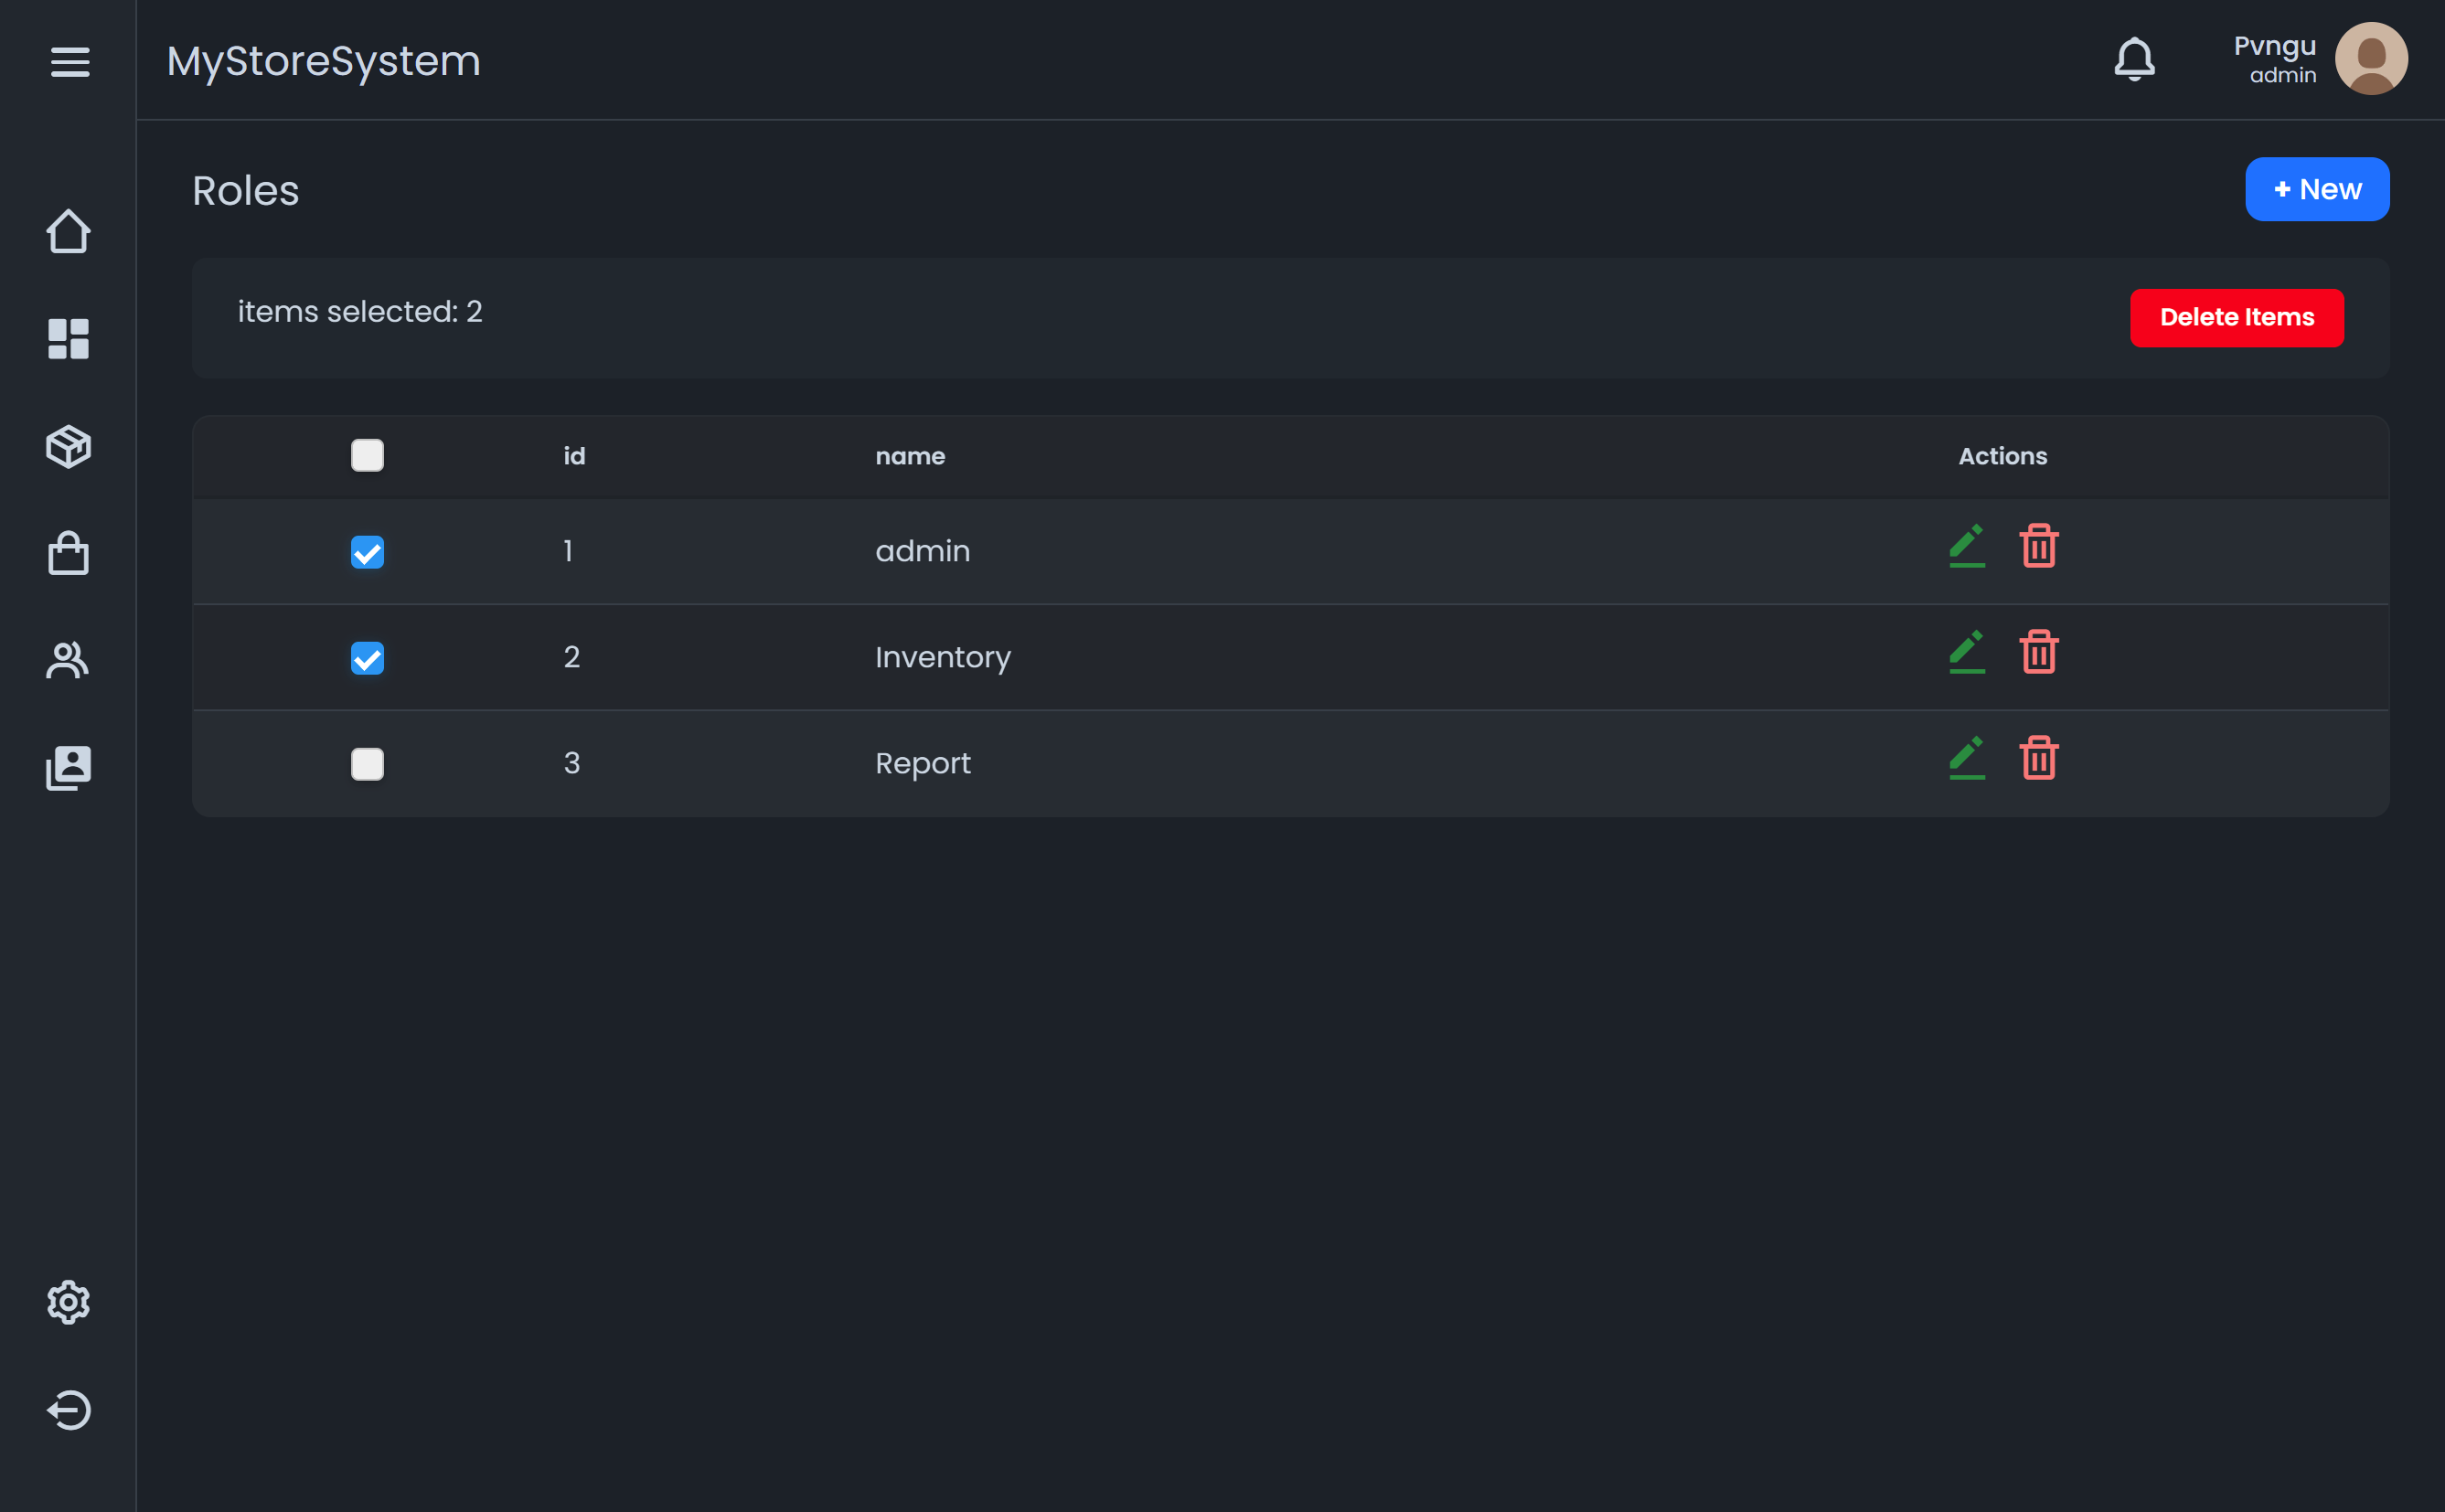 MyStoreSystem
Pvngu
admin
Roles
+ New
items selected: 2
Delete Items
id name Actions
1 admin
2 Inventory
3 Report